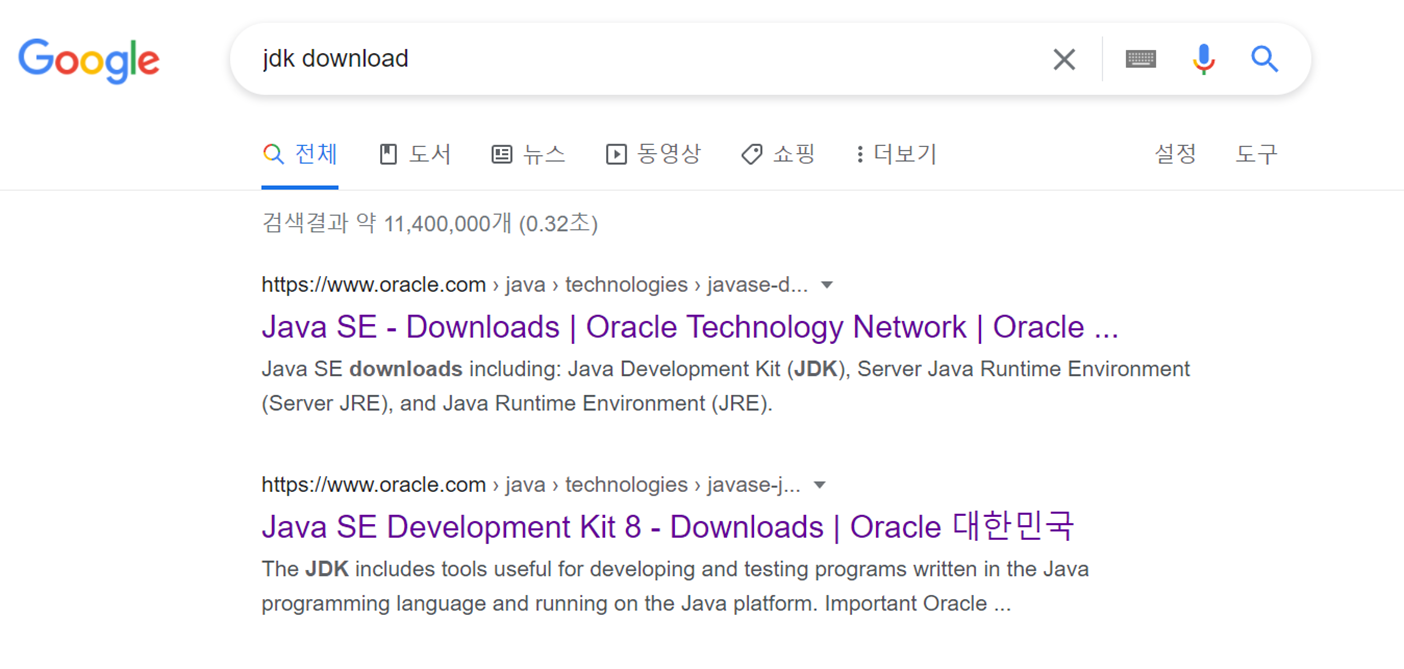 Google
jdk download
전체 도서 뉴스 동영상 쇼핑 더보기 설정 도구
검색결과 약 11,400,000개 (0.32초)
https://www.oracle.com › java › technologies › javase-d...
Java SE - Downloads | Oracle Technology Network | Oracle ...
Java SE downloads including: Java Development Kit (JDK), Server Java Runtime Environment
(Server JRE), and Java Runtime Environment (JRE).
https://www.oracle.com › java › technologies › javase-j...
Java SE Development Kit 8 - Downloads | Oracle 대한민국
The JDK includes tools useful for developing and testing programs written in the Java
programming language and running on the Java platform. Important Oracle ...